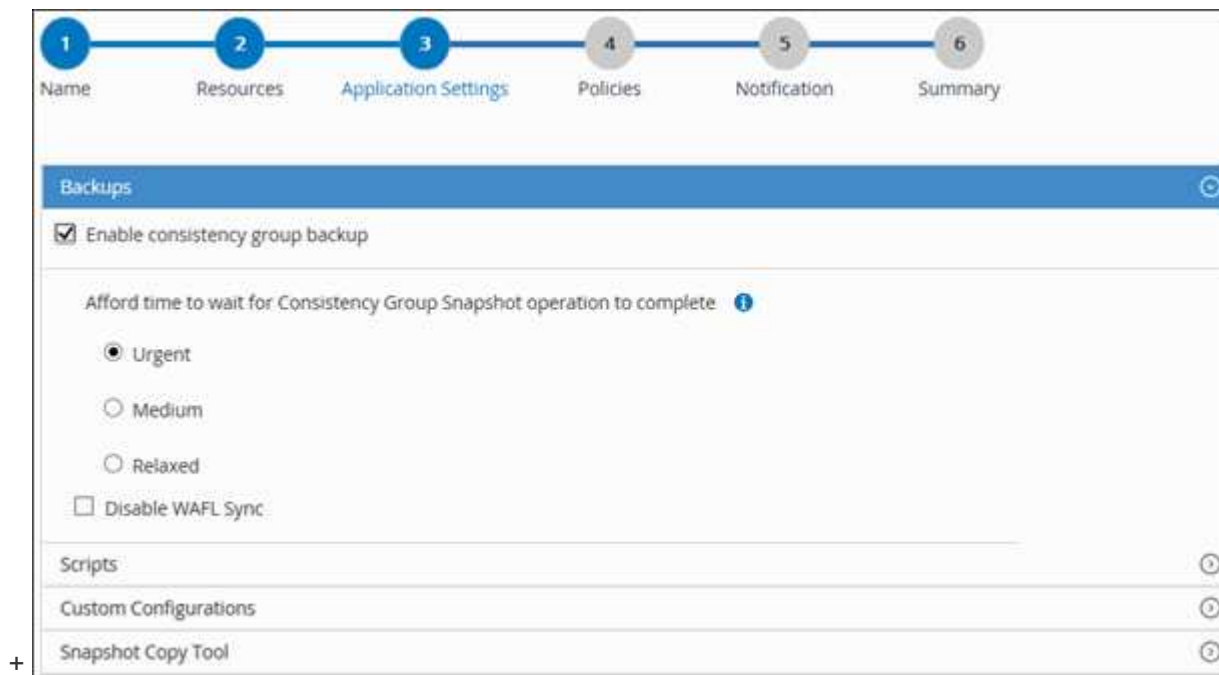 1 2 3 4 5 6
Name Resources Application Settings Policies Notification Summary
Backups
Enable consistency group backup
Afford time to wait for Consistency Group Snapshot operation to complete i
Urgent
Medium
Relaxed
Disable WAFL Sync
Scripts
Custom Configurations
Snapshot Copy Tool
+